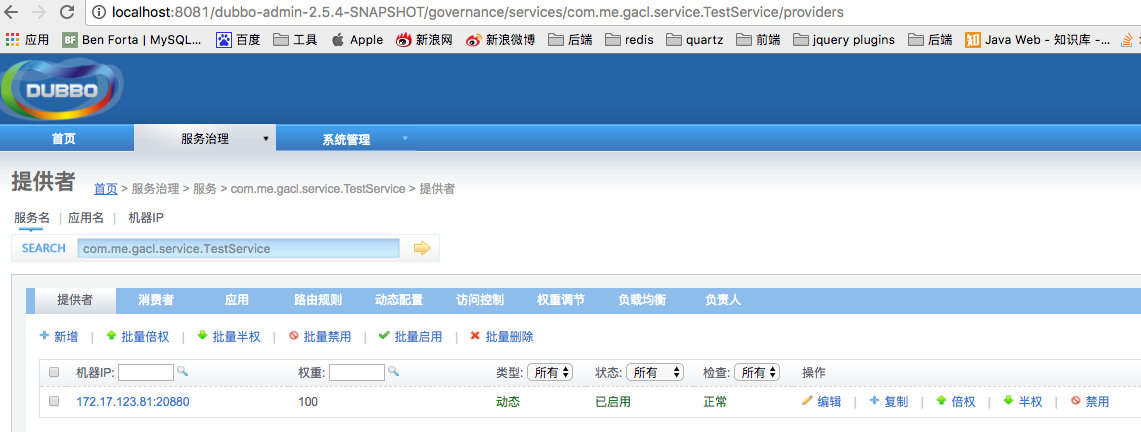 localhost:8081/dubbo-admin-2.5.4-SNAPSHOT/governance/services/com.me.gacl.service.TestService/providers
应用 BF Ben Forta | MySQL... 百度 工具 Apple 新浪网 新浪微博 后端 redis quartz 前端 jquery plugins 后端 知 Java Web - 知识库 -...
DUBBO
首页 服务治理 系统管理
提供者 首页 > 服务治理 > 服务 > com.me.gacl.service.TestService > 提供者
服务名 | 应用名 | 机器IP
SEARCH com.me.gacl.service.TestService
提供者 消费者 应用 路由规则 动态配置 访问控制 权重调节 负载均衡 负责人
新增 | 批量倍权 | 批量半权 | 批量禁用 | 批量启用 | 批量删除
机器IP: 权重: 类型: 所有 状态: 所有 检查: 所有 操作
172.17.123.81:20880 100 动态 已启用 正常 编辑 | 复制 | 倍权 | 半权 | 禁用